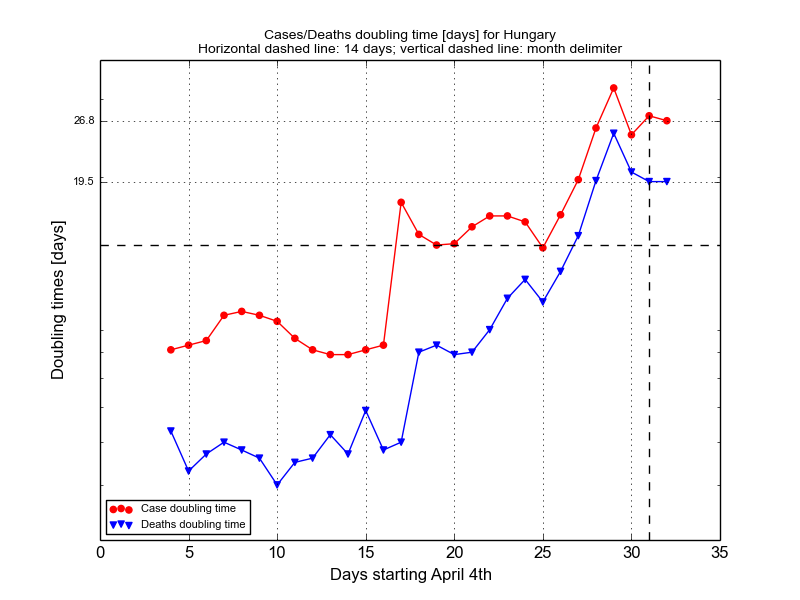 Cases/Deaths doubling time [days] for Hungary
Horizontal dashed line: 14 days; vertical dashed line: month delimiter
26.8
19.5
Doubling times [days]
Case doubling time
Deaths doubling time
0 5 10 15 20 25 30 35
Days starting April 4th